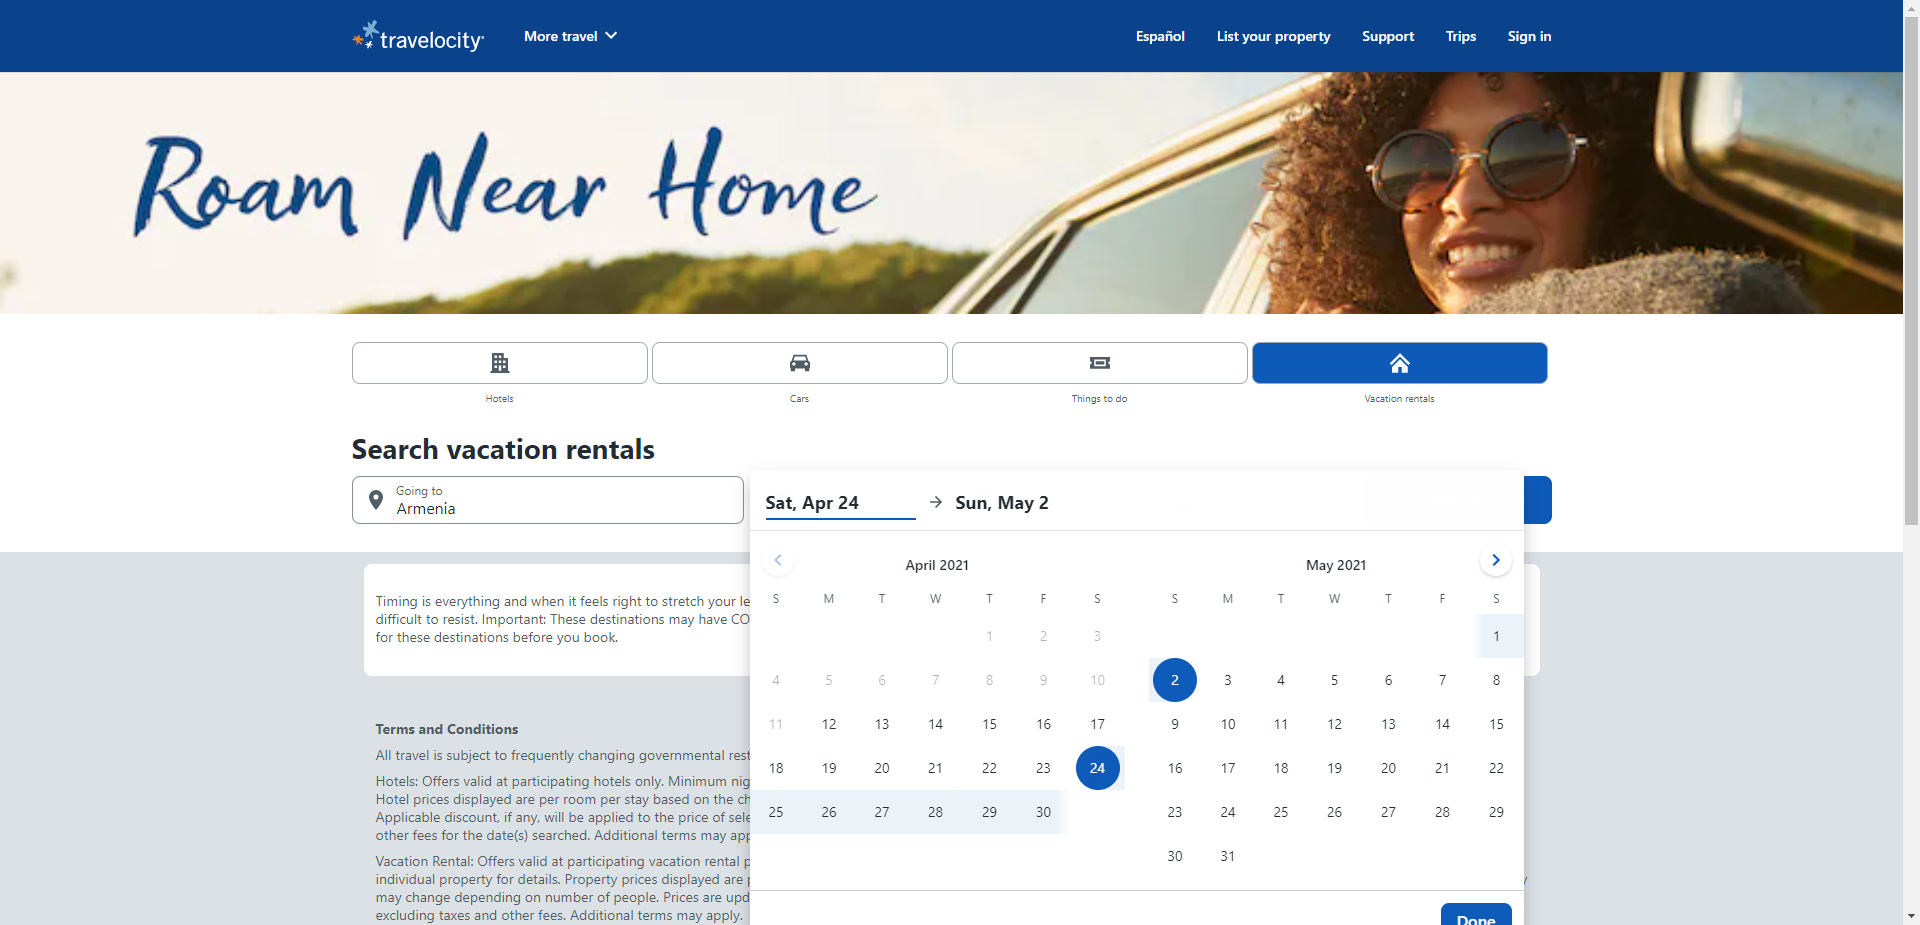 travelocity
More travel
Español
List your property
Support
Trips
Sign in
Roam Near Home
Hotels
Cars
Things to do
Vacation rentals
Search vacation rentals
Going to
Armenia
Sat, Apr 24
Sun, May 2
April 2021
S M T W T F S
1 2 3
4 5 6 7 8 9 10
11 12 13 14 15 16 17
18 19 20 21 22 23 24
25 26 27 28 29 30
May 2021
S M T W T F S
1
2 3 4 5 6 7 8
9 10 11 12 13 14 15
16 17 18 19 20 21 22
23 24 25 26 27 28 29
30 31
Done
Timing is everything and when it feels right to stretch your le
difficult to resist. Important: These destinations may have CO
for these destinations before you book.
Terms and Conditions
All travel is subject to frequently changing governmental rest
Hotels: Offers valid at participating hotels only. Minimum nig
Hotel prices displayed are per room per stay based on the ch
Applicable discount, if any, will be applied to the price of sele
other fees for the date(s) searched. Additional terms may app
Vacation Rental: Offers valid at participating vacation rental p
individual property for details. Property prices displayed are p
may change depending on number of people. Prices are upd
excluding taxes and other fees. Additional terms may apply.